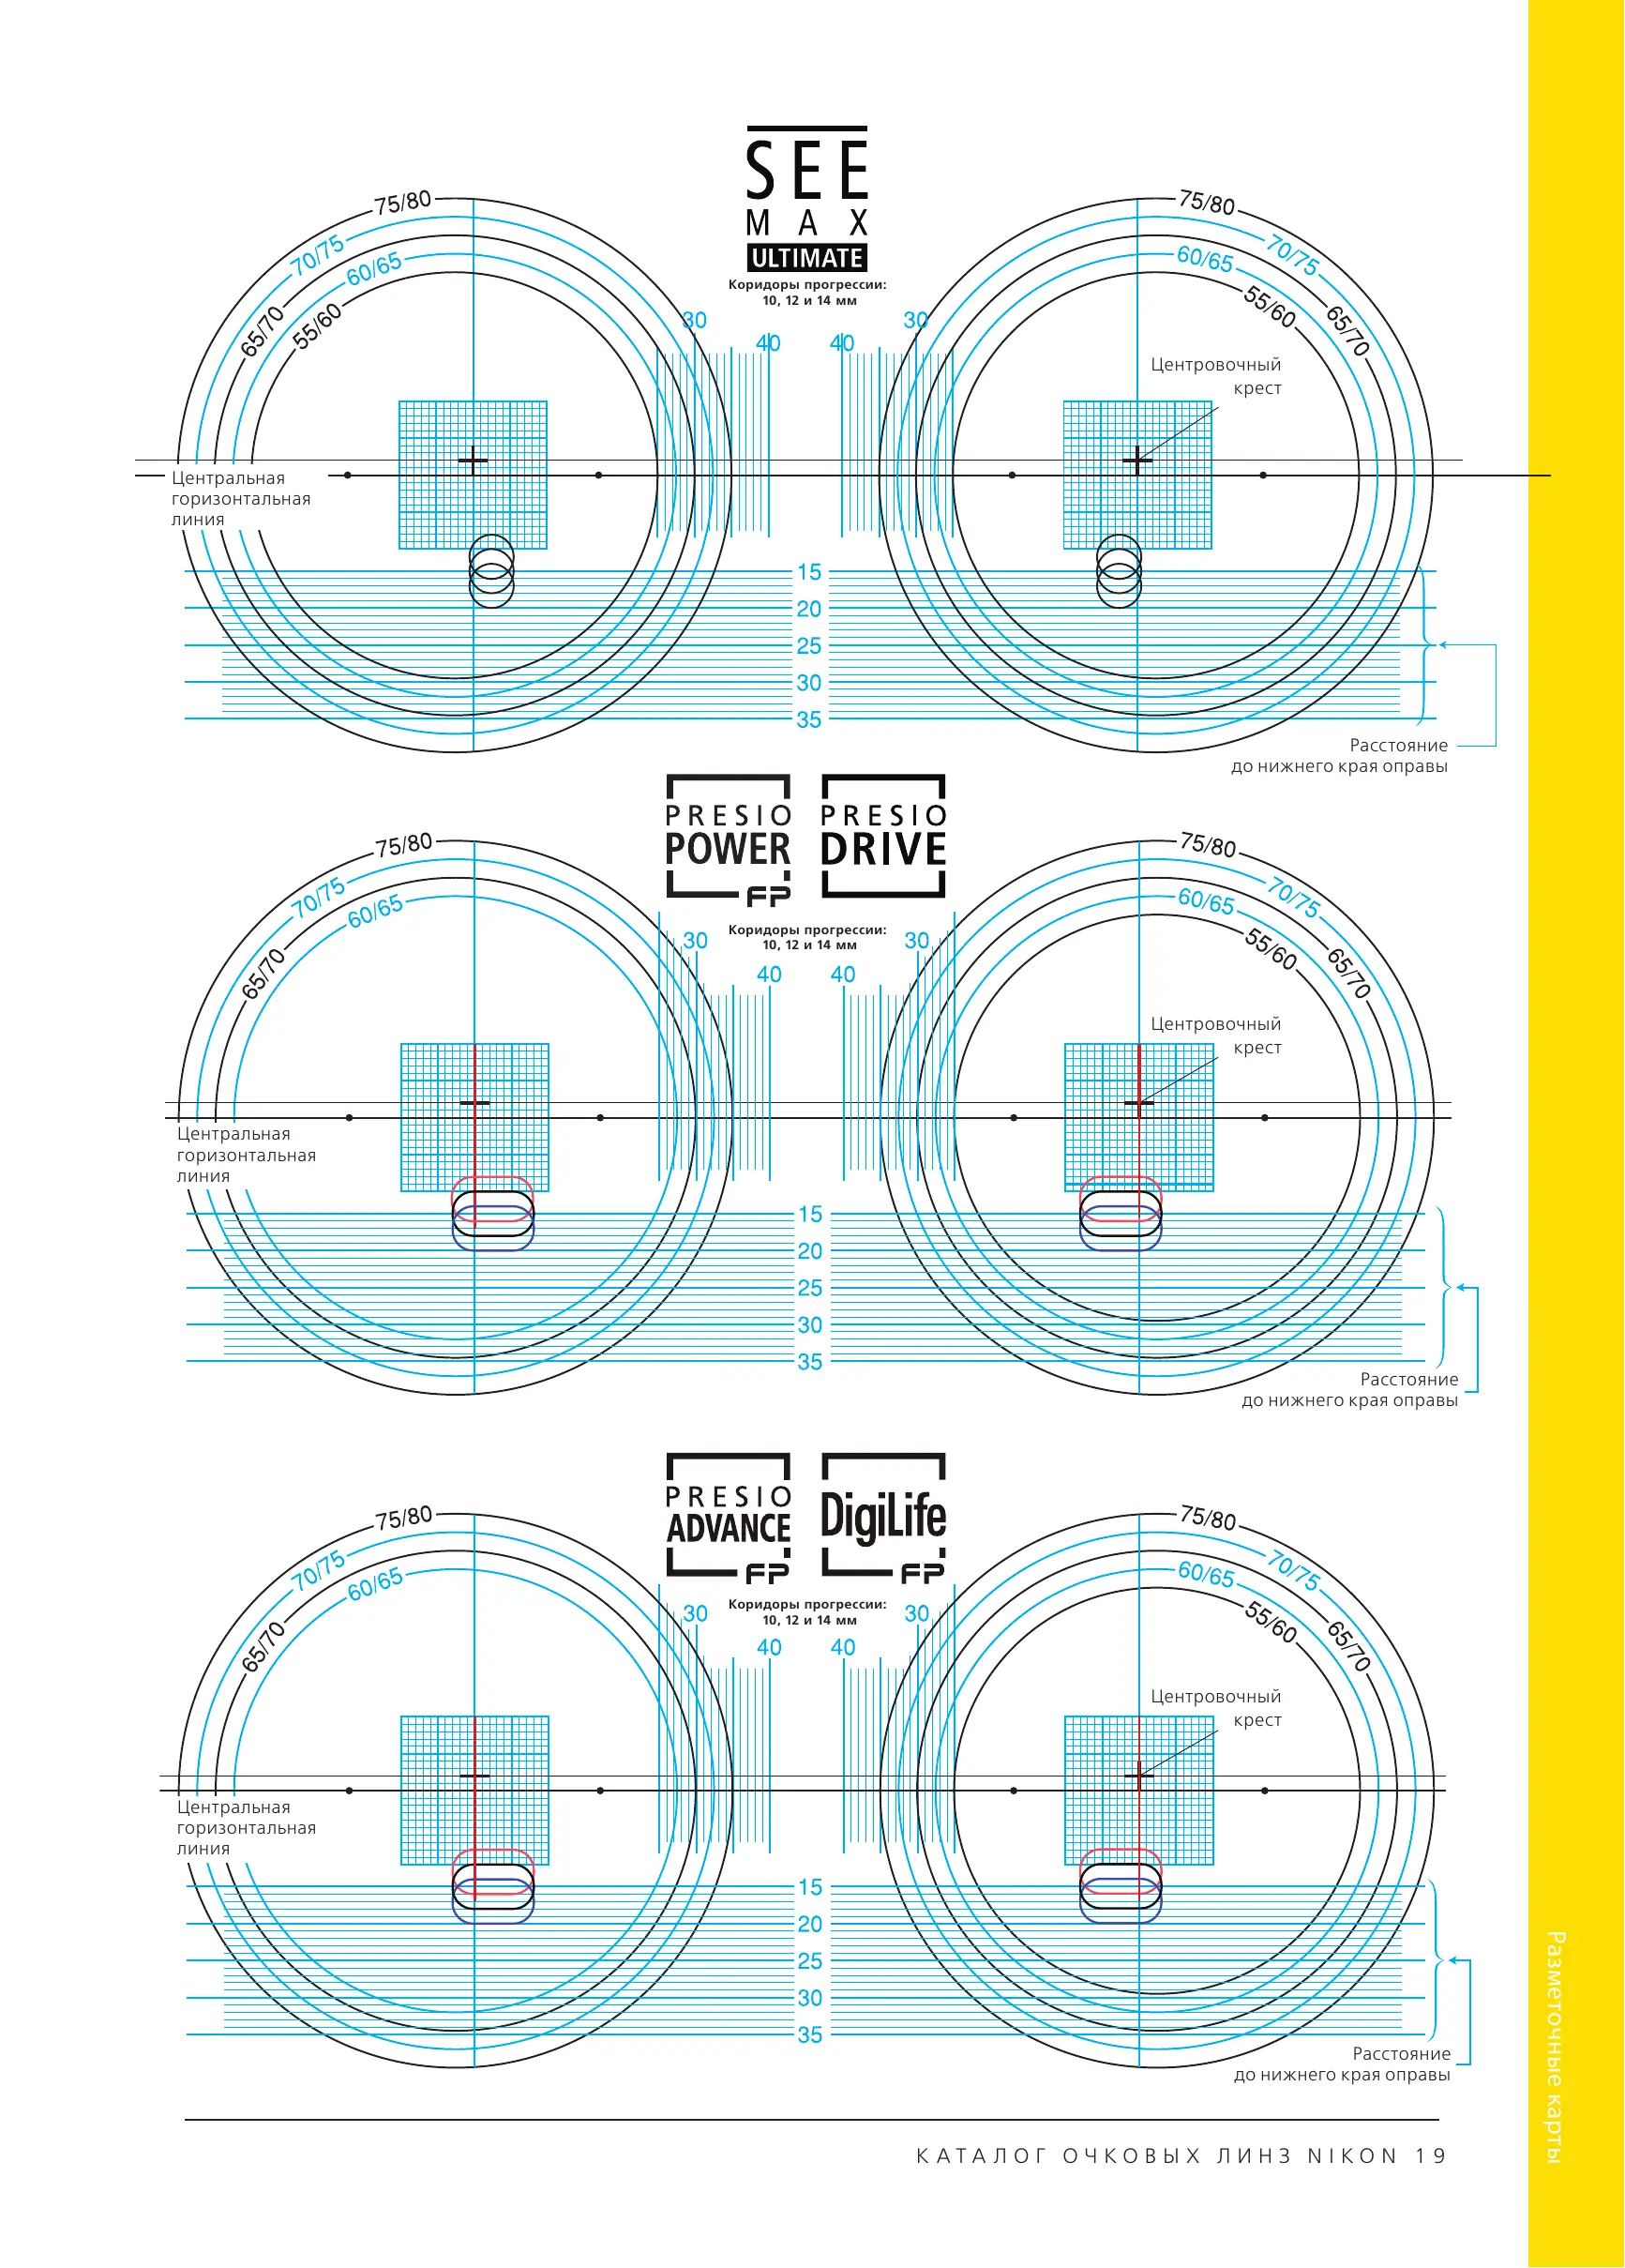 SEE
MAX
ULTIMATE
Коридоры прогрессии:
10, 12 и 14 мм
75/80
70/75
60/65
65/70
55/60
30
40
40
30
75/80
70/75
60/65
65/70
55/60
Центровочный
крест
Центральная
горизонтальная
линия
15
20
25
30
35
Расстояние
до нижнего края оправы
PRESIO
POWER
FP
PRESIO
DRIVE
Коридоры прогрессии:
10, 12 и 14 мм
75/80
70/75
60/65
65/70
30
40
40
30
75/80
70/75
60/65
65/70
55/60
Центровочный
крест
Центральная
горизонтальная
линия
15
20
25
30
35
Расстояние
до нижнего края оправы
PRESIO
ADVANCE
FP
DigiLife
FP
Коридоры прогрессии:
10, 12 и 14 мм
75/80
70/75
60/65
65/70
30
40
40
30
75/80
70/75
60/65
65/70
55/60
Центровочный
крест
Центральная
горизонтальная
линия
15
20
25
30
35
Расстояние
до нижнего края оправы
Разметочные карты
КАТАЛОГ ОЧКОВЫХ ЛИНЗ NIKON 19